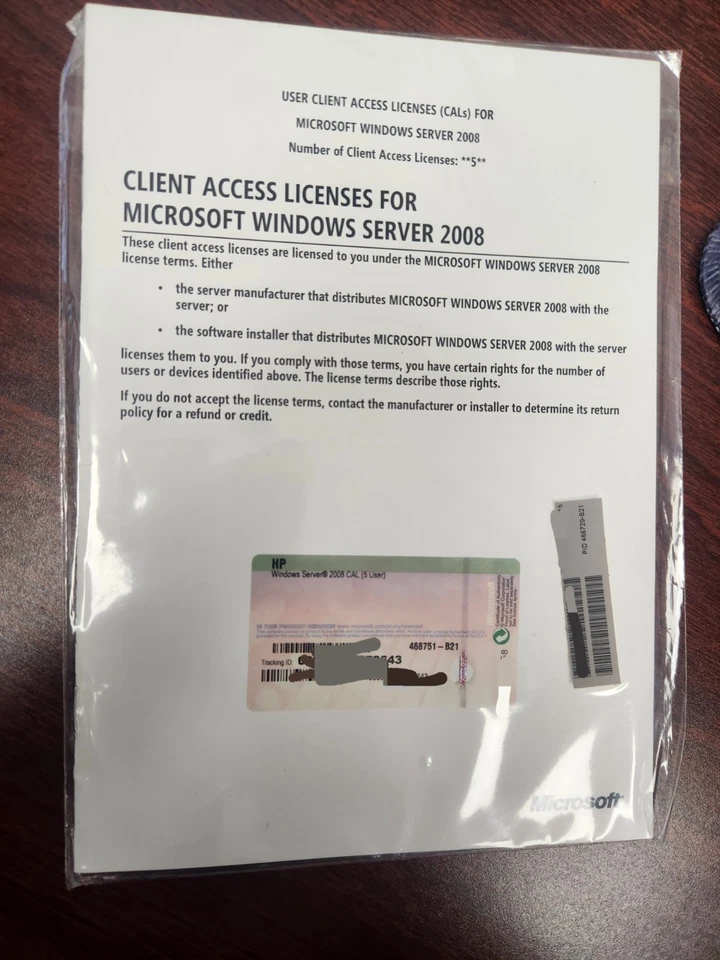 USER CLIENT ACCESS LICENSES (CALs) FOR
MICROSOFT WINDOWS SERVER 2008
Number of Client Access Licenses: **5**
CLIENT ACCESS LICENSES FOR
MICROSOFT WINDOWS SERVER 2008
These client access licenses are licensed to you under the MICROSOFT WINDOWS SERVER 2008
license terms. Either
• the server manufacturer that distributes MICROSOFT WINDOWS SERVER 2008 with the
server; or
• the software installer that distributes MICROSOFT WINDOWS SERVER 2008 with the server
licenses them to you. If you comply with those terms, you have certain rights for the number of
users or devices identified above. The license terms describe those rights.
If you do not accept the license terms, contact the manufacturer or installer to determine its return
policy for a refund or credit.
HP
Windows Server® 2008 CAL (5 User)
468751-B21
Tracking ID:
43
Certificate of Authenticity
Microsoft